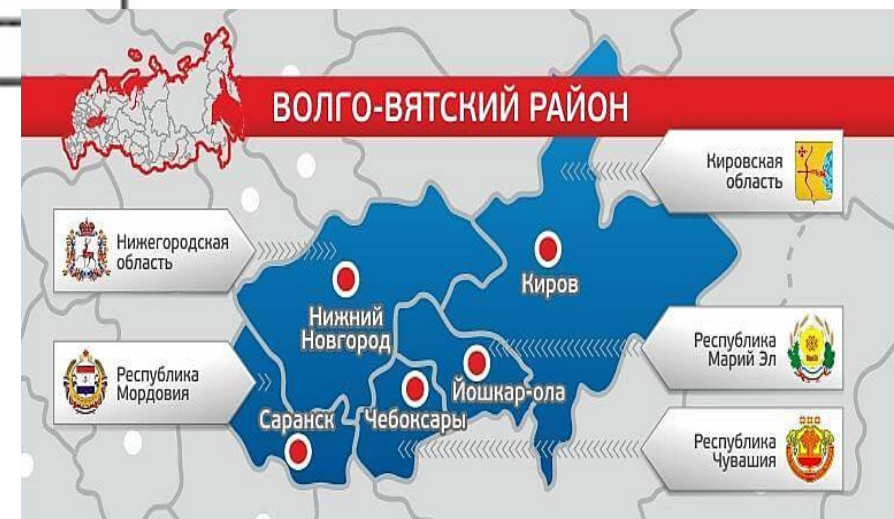 ВОЛГО-ВЯТСКИЙ РАЙОН
Кировская
область
Нижегородская
область
Киров
Нижний
Новгород
Республика
Марий Эл
Республика
Мордовия
Йошкар-ола
Саранск
Чебоксары
Республика
Чувашия